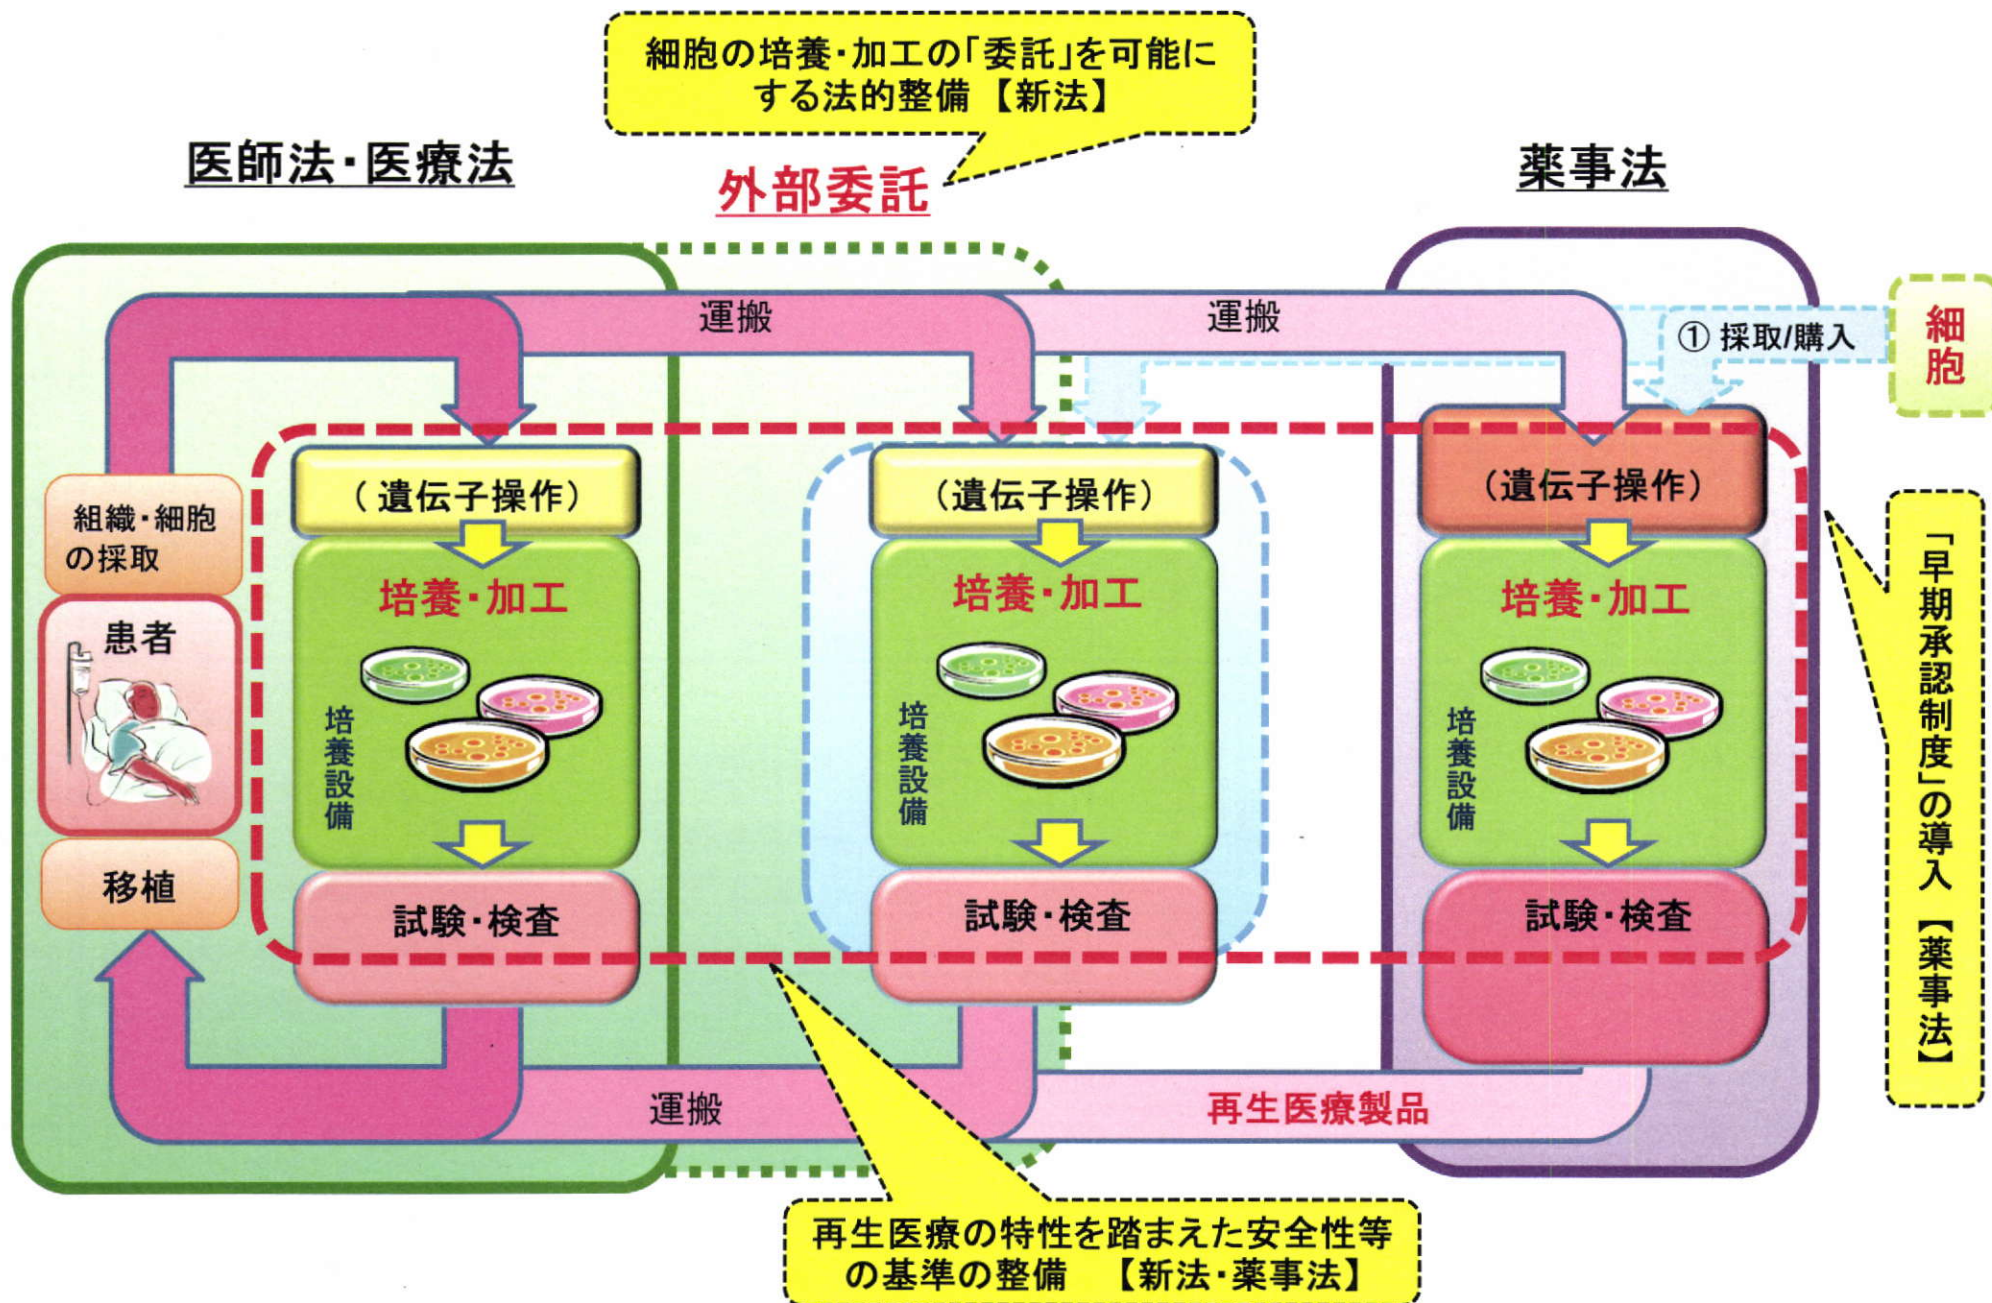 細胞の培養・加工の「委託」を可能に
する法的整備 【新法】
医師法・医療法
外部委託
薬事法
運搬
運搬
① 採取/購入
細胞
組織・細胞
の採取
患者
移植
（遺伝子操作）
培養・加工
培養設備
試験・検査
（遺伝子操作）
培養・加工
培養設備
試験・検査
（遺伝子操作）
培養・加工
培養設備
試験・検査
「早期承認制度」の導入 【薬事法】
運搬
再生医療製品
再生医療の特性を踏まえた安全性等
の基準の整備 【新法・薬事法】